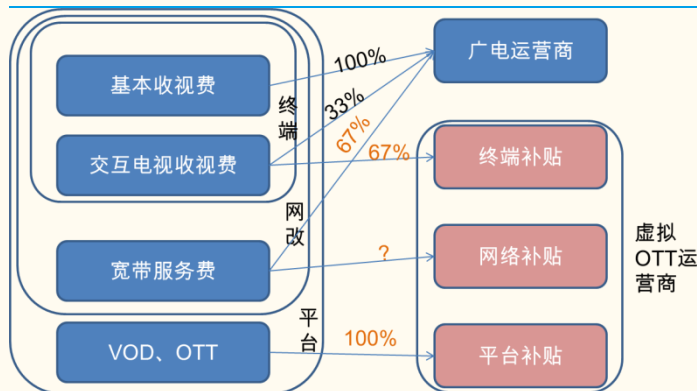 基本收视费
100%
广电运营商
终端
33%
67%
交互电视收视费
67%
终端补贴
网改
宽带服务费
?
网络补贴
虚拟
OTT运
营商
平台
VOD、OTT
100%
平台补贴